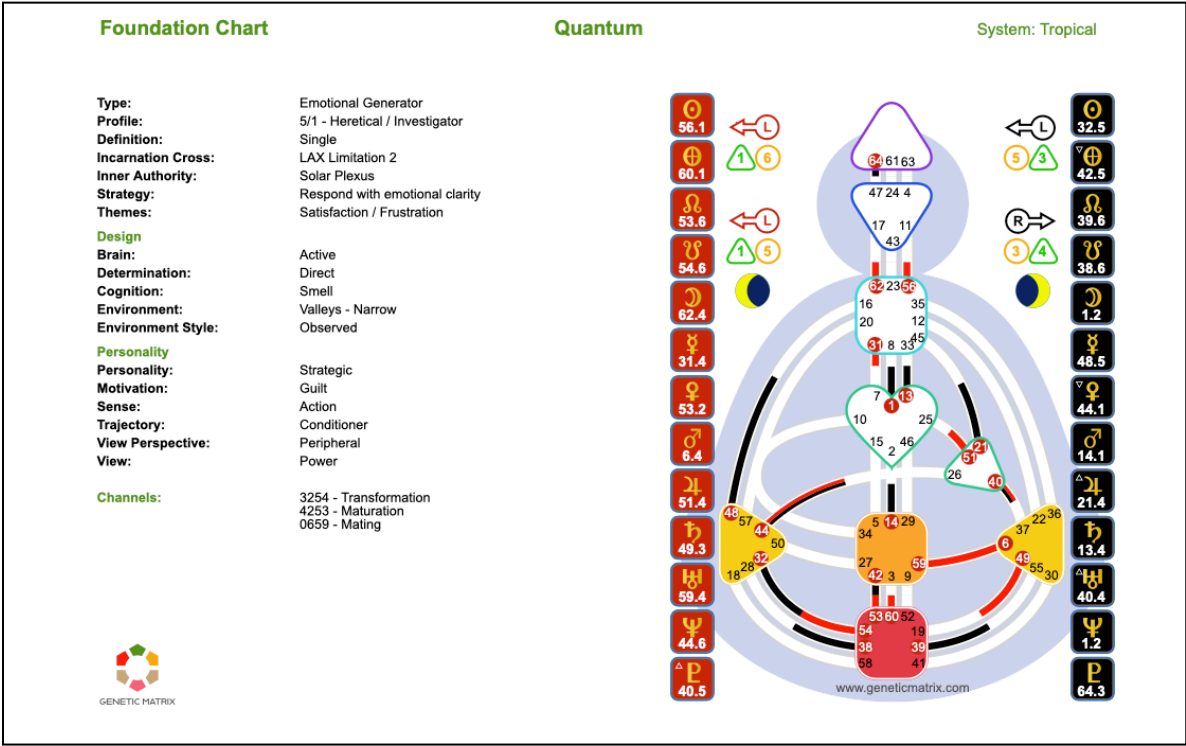 Foundation Chart
Quantum
System: Tropical
Type: Emotional Generator
Profile: 5/1 - Heretical / Investigator
Definition: Single
Incarnation Cross: LAX Limitation 2
Inner Authority: Solar Plexus
Strategy: Respond with emotional clarity
Themes: Satisfaction / Frustration
Design
Brain: Active
Determination: Direct
Cognition: Smell
Environment: Valleys - Narrow
Environment Style: Observed
Personality
Personality: Strategic
Motivation: Guilt
Sense: Action
Trajectory: Conditioner
View Perspective: Peripheral
View: Power
Channels: 3254 - Transformation
4253 - Maturation
0659 - Mating
GENETIC MATRIX
56.1
60.1
53.6
54.6
62.4
31.4
53.2
6.4
51.4
49.3
59.4
44.6
40.5
L
1 6
L
1 5
64 61 63
47 24 4
17 11
43
62 23 56
16 35
20 12
45
31 8 33
7 13
1
10 25
15 46
2
21
51
26
40
48
57
44
50
32
28
18
5 14 29
34
27 59
42 3 9
36
22
37
6
49
55
30
53 60 52
54 19
38 39
58 41
www.geneticmatrix.com
L
5 3
R
3 4
32.5
42.5
39.6
38.6
1.2
48.5
44.1
14.1
21.4
13.4
40.4
1.2
64.3